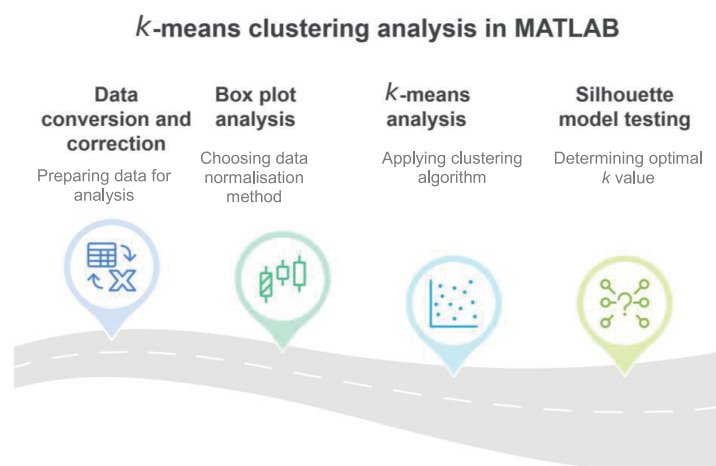 k-means clustering analysis in MATLAB
Data
conversion and
correction
Preparing data for
analysis
Box plot
analysis
Choosing data
normalisation
method
k-means
analysis
Applying clustering
algorithm
Silhouette
model testing
Determining optimal
k value